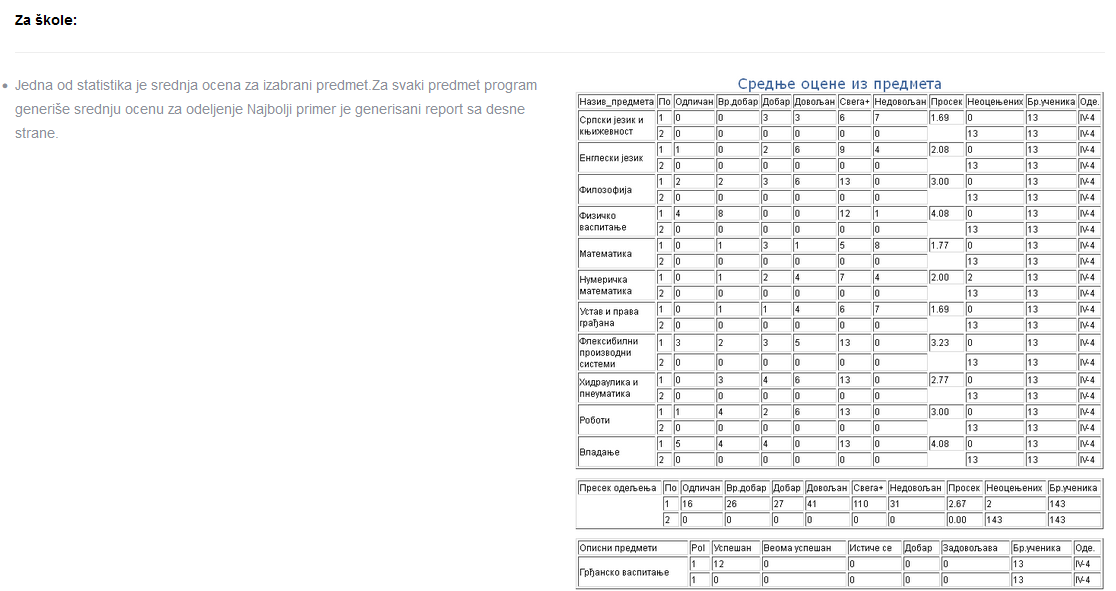 Za škole:
Jedna od statistika je srednja ocena za izabrani predmet.Za svaki predmet program
generiše srednju ocenu za odeljenje Najbolji primer je generisani report sa desne
strane.
Средње оцене из предмета
Назив_предмета По Одличан Вр.добар Добар Довољан Свега+ Недовољан Просек Неоцењених Бр.ученика Оде.
Српски језик и
књижевност
1 0 0 3 3 6 7 1.69 0 13 IV-4
2 0 0 0 0 0 0 13 13 IV-4
Енглески језик
1 1 0 2 6 9 4 2.08 0 13 IV-4
2 0 0 0 0 0 0 13 13 IV-4
Филозофија
1 2 2 3 6 13 0 3.00 0 13 IV-4
2 0 0 0 0 0 0 13 13 IV-4
Физичко
васпитање
1 4 8 0 0 12 1 4.08 0 13 IV-4
2 0 0 0 0 0 0 13 13 IV-4
Математика
1 0 1 3 1 5 8 1.77 0 13 IV-4
2 0 0 0 0 0 0 13 13 IV-4
Нумеричка
математика
1 0 1 2 4 7 4 2.00 2 13 IV-4
2 0 0 0 0 0 0 13 13 IV-4
Устав и права
грађана
1 0 1 1 4 6 7 1.69 0 13 IV-4
2 0 0 0 0 0 0 13 13 IV-4
Флексибилни
производни
системи
1 3 2 3 5 13 0 3.23 0 13 IV-4
2 0 0 0 0 0 0 13 13 IV-4
Хидраулика и
пнеуматика
1 0 3 4 6 13 0 2.77 0 13 IV-4
2 0 0 0 0 0 0 13 13 IV-4
Роботи
1 1 4 2 6 13 0 3.00 0 13 IV-4
2 0 0 0 0 0 0 13 13 IV-4
Владање
1 5 4 4 0 13 0 4.08 0 13 IV-4
2 0 0 0 0 0 0 13 13 IV-4
Пресек одељења По Одличан Вр.добар Добар Довољан Свега+ Недовољан Просек Неоцењених Бр.ученика
1 16 26 27 41 110 31 2.67 2 143
2 0 0 0 0 0 0 0.00 143 143
Описни предмети Pol Успешан Веома успешан Истиче се Добар Задовољава Бр.ученика Оде.
Грђанско васпитање
1 12 0 0 0 0 13 IV-4
1 0 0 0 0 0 13 IV-4